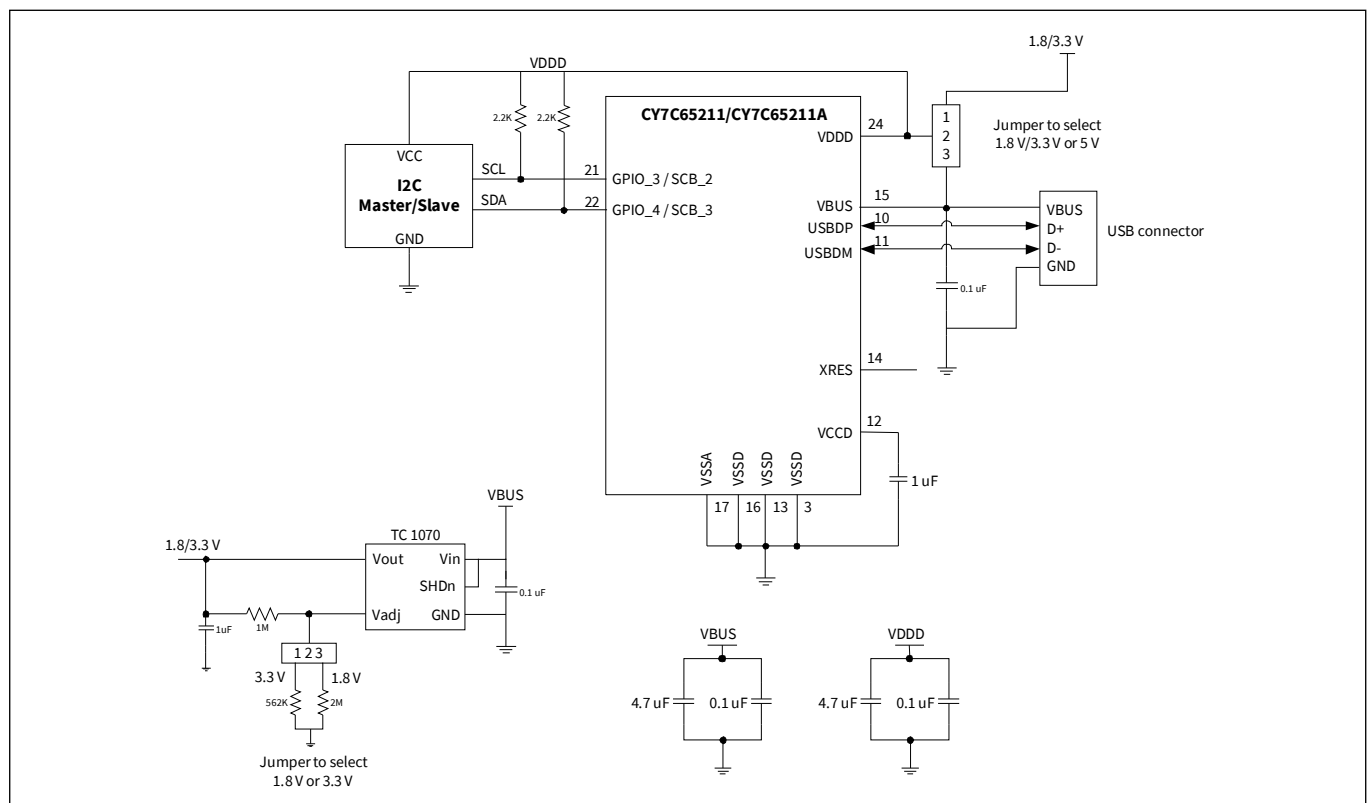 1.8/3.3 V
VDDD
CY7C65211/CY7C65211A
2.2K
2.2K
24
VDDD
1
2
3
Jumper to select
1.8 V/3.3 V or 5 V
VCC
I2C
Master/Slave
GND
SCL
SDA
21
GPIO_3 / SCB_2
22
GPIO_4 / SCB_3
15
VBUS
10
USBDP
11
USBDM
VBUS
D+
D-
GND
USB connector
0.1 uF
14
XRES
12
VCCD
1 uF
VSSA
VSSD
VSSD
VSSD
17
16
13
3
VBUS
TC 1070
1.8/3.3 V
Vout
Vin
SHDn
Vadj
GND
0.1 uF
1uF
1M
1 2 3
3.3 V
1.8 V
562K
2M
Jumper to select
1.8 V or 3.3 V
VBUS
4.7 uF
0.1 uF
VDDD
4.7 uF
0.1 uF